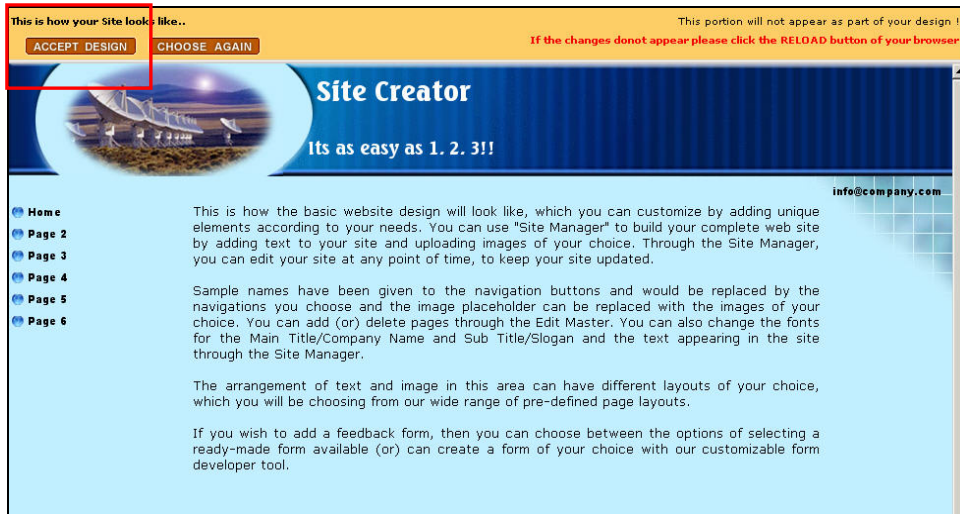 This is how your Site looks like..
This portion will not appear as part of your design !
ACCEPT DESIGN
CHOOSE AGAIN
If the changes donot appear please click the RELOAD button of your browser
Site Creator
Its as easy as 1. 2. 3!!
info@company.com
Home
Page 2
Page 3
Page 4
Page 5
Page 6
This is how the basic website design will look like, which you can customize by adding unique
elements according to your needs. You can use "Site Manager" to build your complete web site
by adding text to your site and uploading images of your choice. Through the Site Manager,
you can edit your site at any point of time, to keep your site updated.
Sample names have been given to the navigation buttons and would be replaced by the
navigations you choose and the image placeholder can be replaced with the images of your
choice. You can add (or) delete pages through the Edit Master. You can also change the fonts
for the Main Title/Company Name and Sub Title/Slogan and the text appearing in the site
through the Site Manager.
The arrangement of text and image in this area can have different layouts of your choice,
which you will be choosing from our wide range of pre-defined page layouts.
If you wish to add a feedback form, then you can choose between the options of selecting a
ready-made form available (or) can create a form of your choice with our customizable form
developer tool.